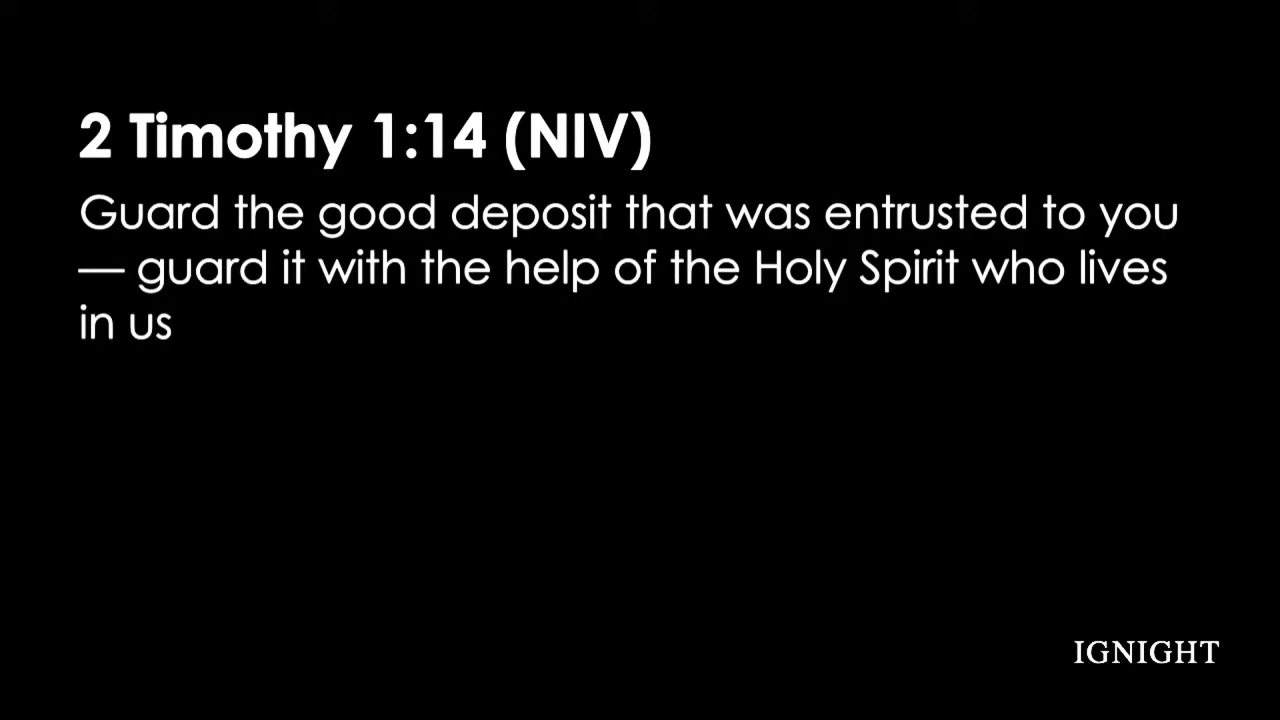 2 Timothy 1:14 (NIV)
Guard the good deposit that was entrusted to you
— guard it with the help of the Holy Spirit who lives
in us
IGNIGHT